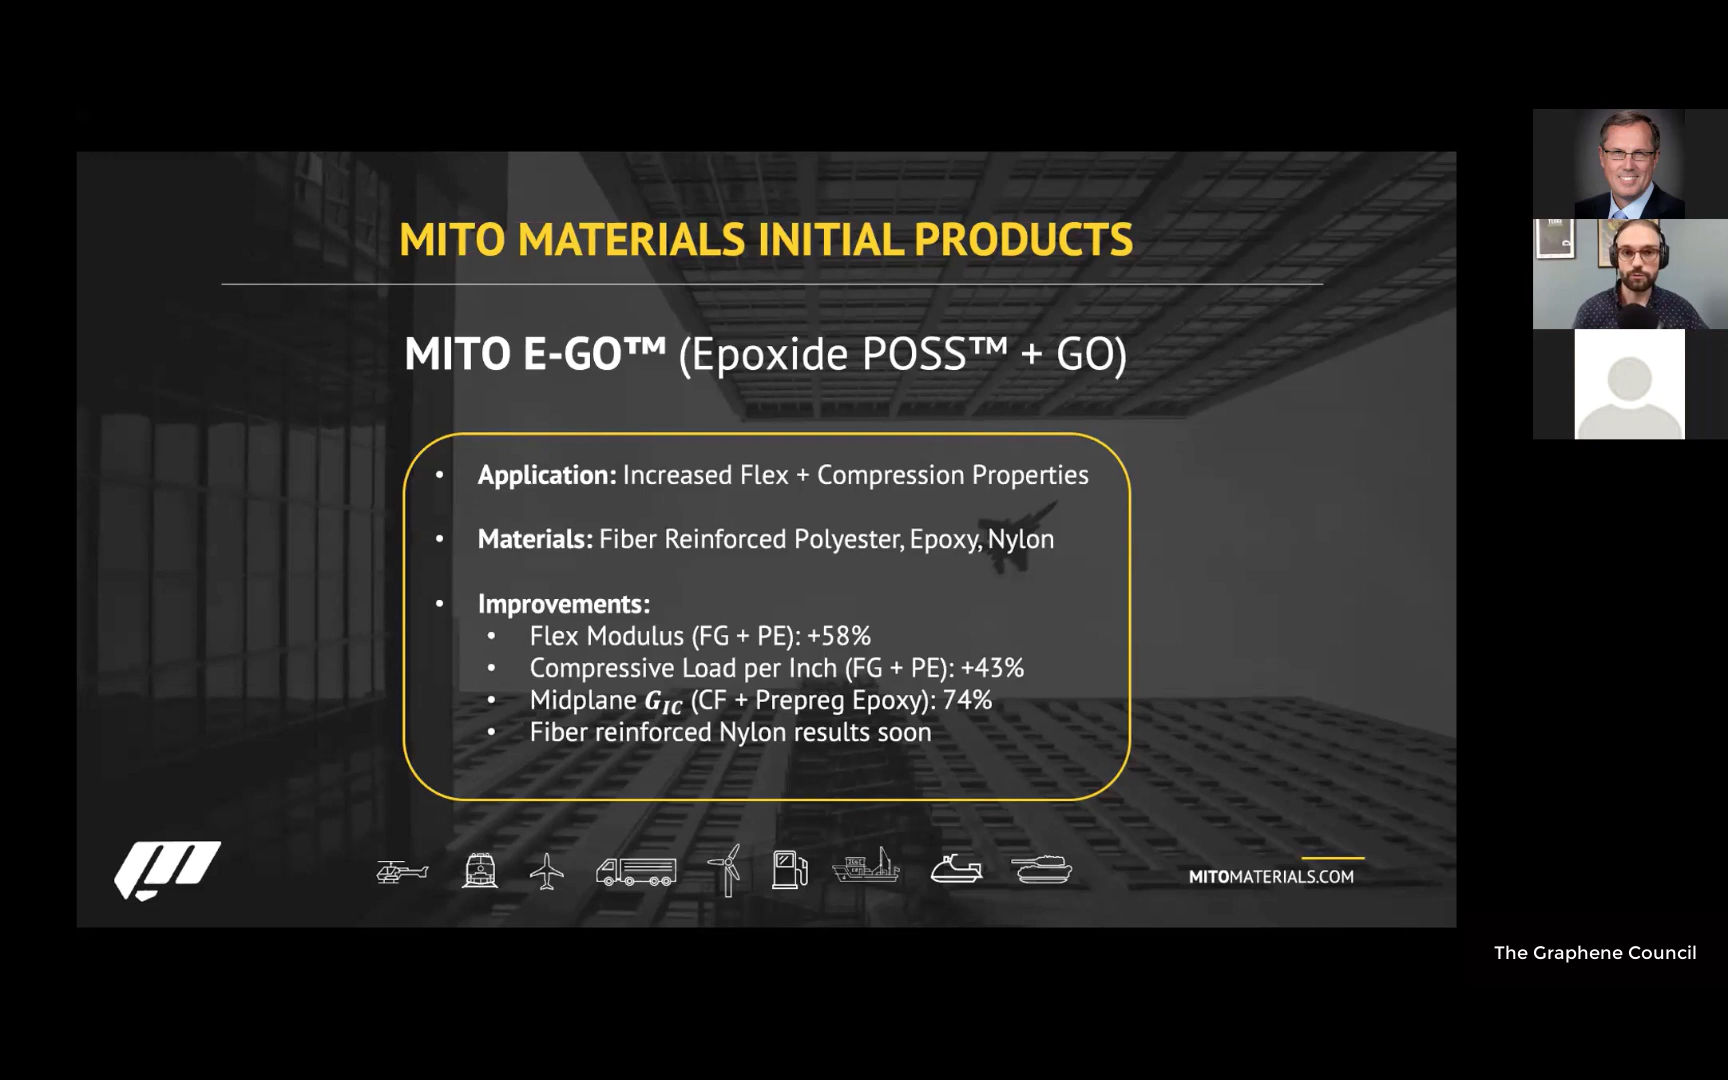 MITO MATERIALS INITIAL PRODUCTS
MITO E-GO™ (Epoxide POSS™ + GO)
• Application: Increased Flex + Compression Properties
• Materials: Fiber Reinforced Polyester, Epoxy, Nylon
• Improvements:
• Flex Modulus (FG + PE): +58%
• Compressive Load per Inch (FG + PE): +43%
• Midplane G_IC (CF + Prepreg Epoxy): 74%
• Fiber reinforced Nylon results soon
MITOMATERIALS.COM
The Graphene Council